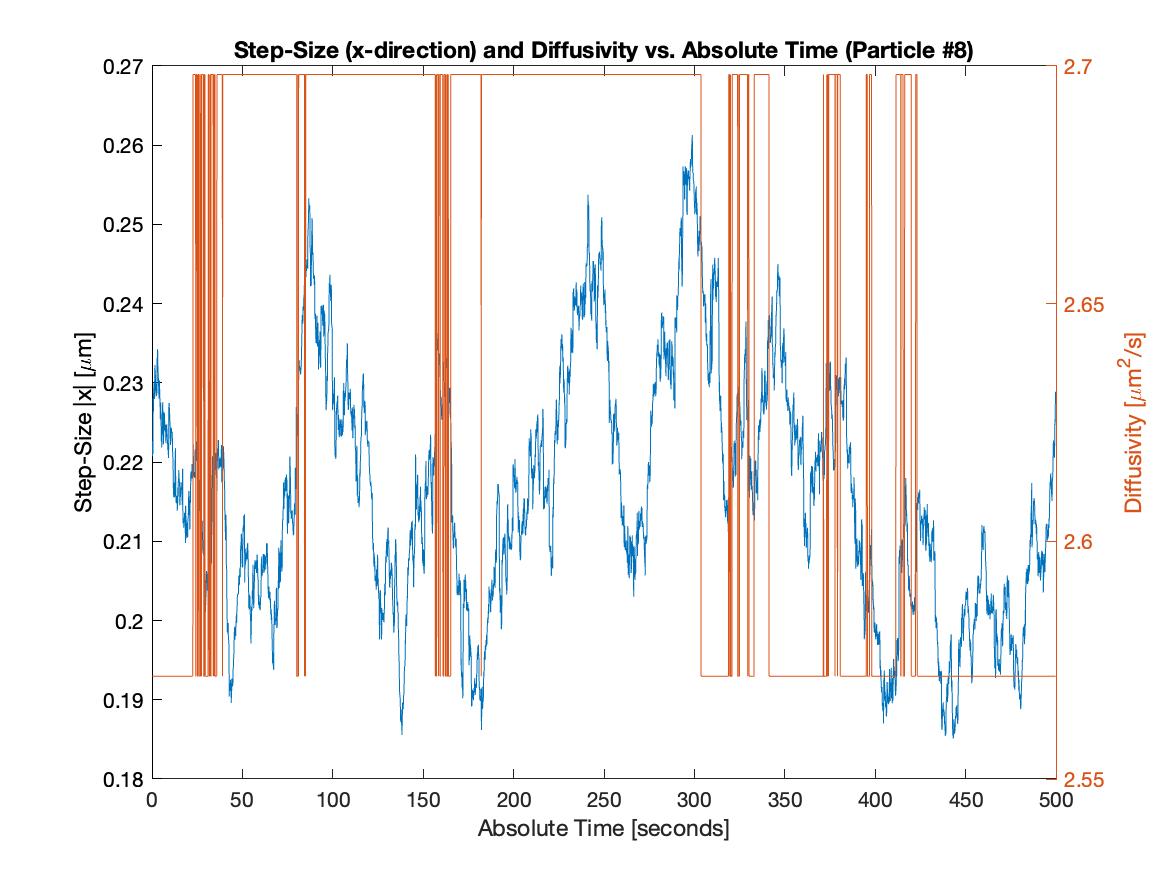 Step-Size (x-direction) and Diffusivity vs. Absolute Time (Particle #8)
0.27
0.26
0.25
0.24
0.23
0.22
0.21
0.2
0.19
0.18
Step-Size |x| [μm]
2.7
2.65
2.6
2.55
Diffusivity [μm²/s]
0 50 100 150 200 250 300 350 400 450 500
Absolute Time [seconds]